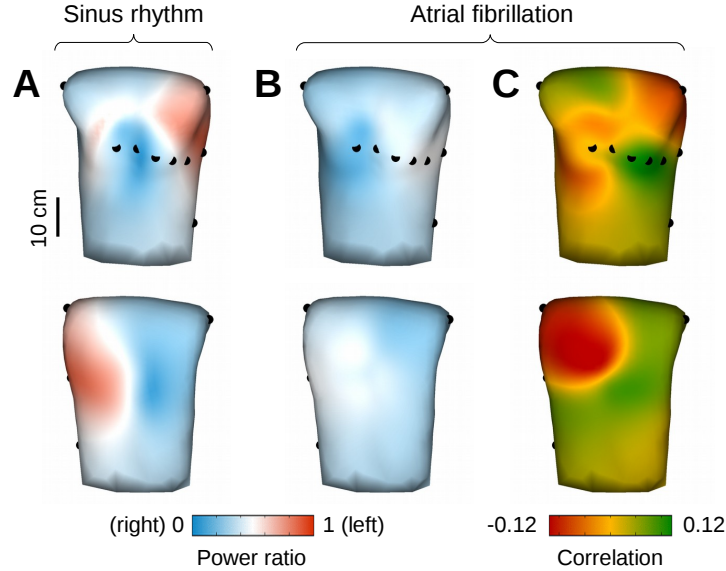 Sinus rhythm
Atrial fibrillation
A
B
C
10 cm
(right) 0
1 (left)
Power ratio
-0.12
0.12
Correlation